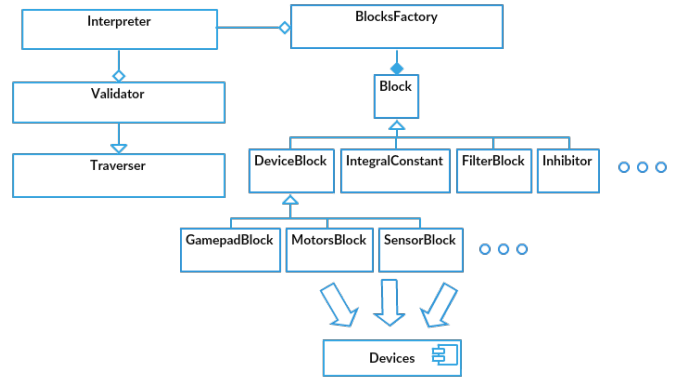 Interpreter
BlocksFactory
Block
Validator
Traverser
DeviceBlock
IntegralConstant
FilterBlock
Inhibitor
GamepadBlock
MotorsBlock
SensorBlock
Devices